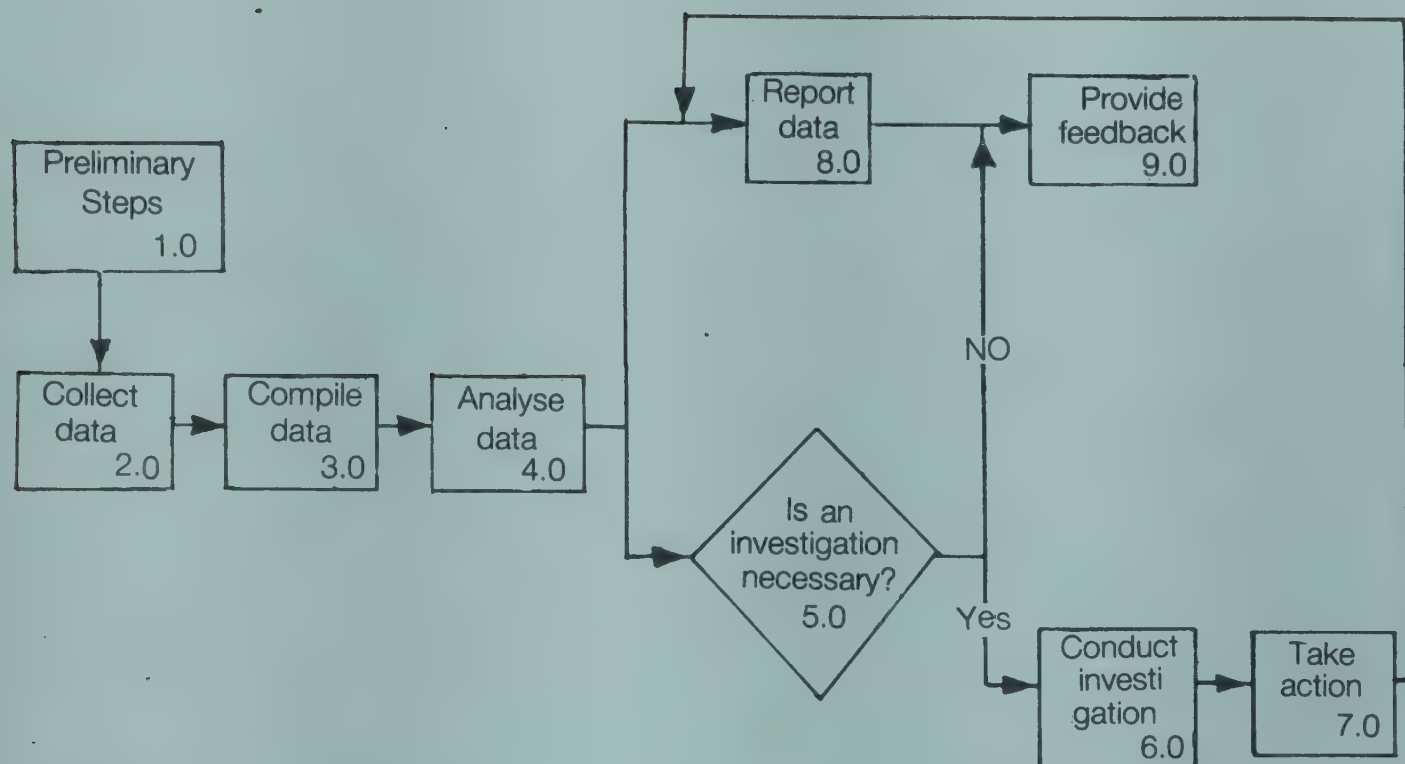 Preliminary
Steps
1.0
Collect
data
2.0
Compile
data
3.0
Analyse
data
4.0
Report
data
8.0
Provide
feedback
9.0
NO
Is an
investigation
necessary?
5.0
Yes
Conduct
investi
gation
6.0
Take
action
7.0